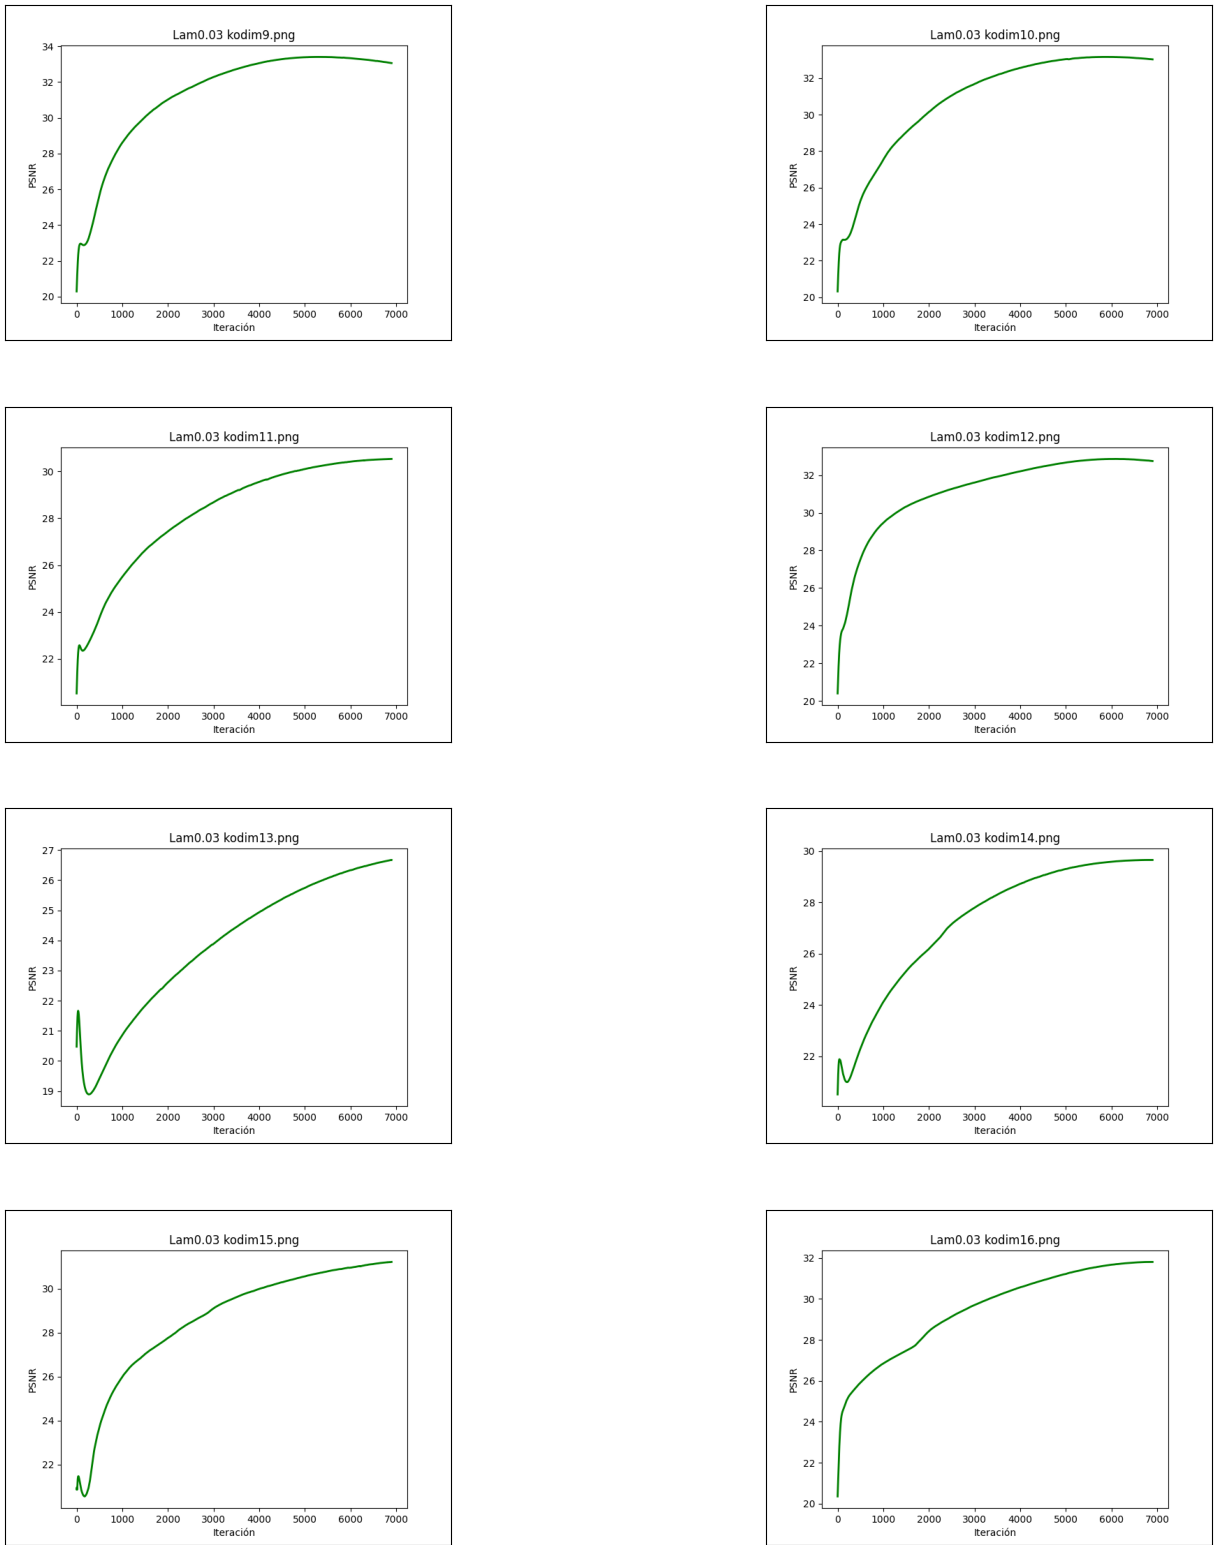 Lam0.03 kodim9.png
34
32
30
28
26
24
22
20
PSNR
0 1000 2000 3000 4000 5000 6000 7000
Iteración
Lam0.03 kodim10.png
32
30
28
26
24
22
20
PSNR
0 1000 2000 3000 4000 5000 6000 7000
Iteración
Lam0.03 kodim11.png
30
28
26
24
22
PSNR
0 1000 2000 3000 4000 5000 6000 7000
Iteración
Lam0.03 kodim12.png
32
30
28
26
24
22
20
PSNR
0 1000 2000 3000 4000 5000 6000 7000
Iteración
Lam0.03 kodim13.png
27
26
25
24
23
22
21
20
19
PSNR
0 1000 2000 3000 4000 5000 6000 7000
Iteración
Lam0.03 kodim14.png
30
28
26
24
22
PSNR
0 1000 2000 3000 4000 5000 6000 7000
Iteración
Lam0.03 kodim15.png
30
28
26
24
22
PSNR
0 1000 2000 3000 4000 5000 6000 7000
Iteración
Lam0.03 kodim16.png
32
30
28
26
24
22
20
PSNR
0 1000 2000 3000 4000 5000 6000 7000
Iteración